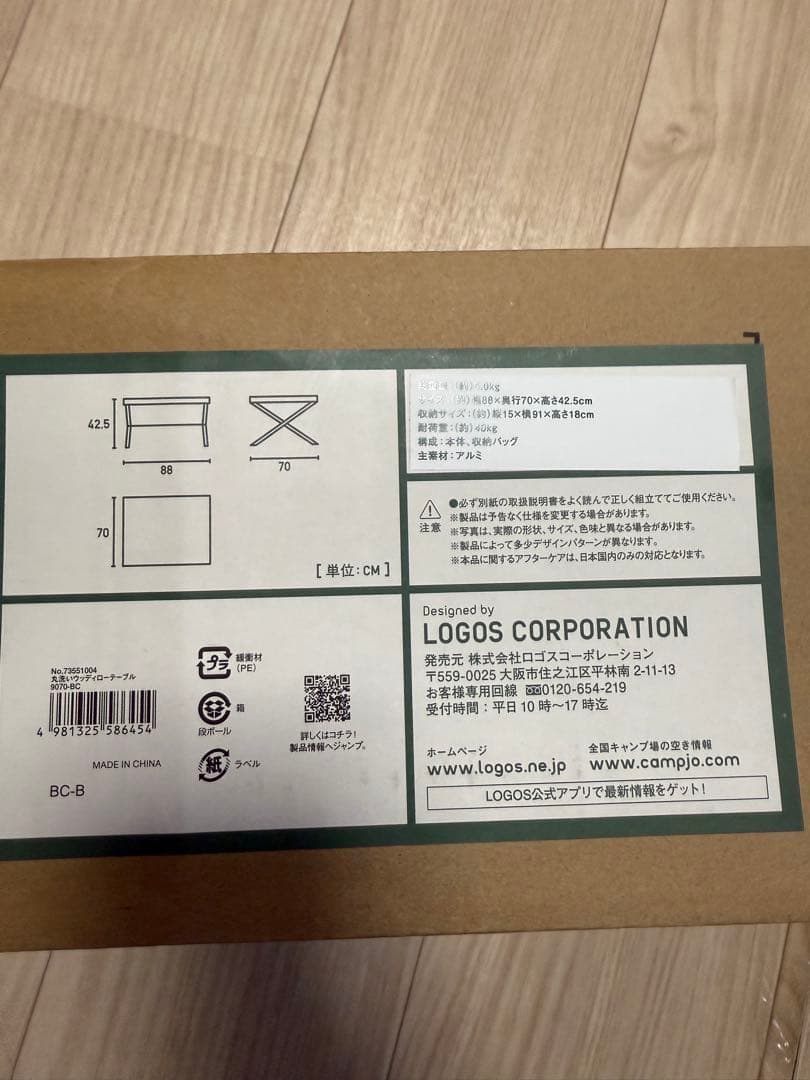 42.5
88
70
70
[単位:CM]
(約)
サイズ:(約)幅88×奥行70×高さ42.5cm
収納サイズ:(約)縦15×横91×高さ18cm
耐荷重:(約)40kg
構成:本体、収納バッグ
主素材:アルミ
注意
●必ず別紙の取扱説明書をよく読んで正しく組立ててご使用ください。
※製品は予告なく仕様を変更する場合があります。
※写真は、実際の形状、サイズ、色味と異なる場合があります。
※製品によって多少デザインパターンが異なります。
※本品に関するアフターケアは、日本国内のみの対応となります。
No.73551004
丸洗いウッディローテーブル
9070-BC
4 981325 586454
MADE IN CHINA
BC-B
プラ
緩衝材
(PE)
箱
段ボール
紙
ラベル
詳しくはコチラ!
製品情報へジャンプ。
Designed by
LOGOS CORPORATION
発売元 株式会社ロゴスコーポレーション
〒559-0025 大阪市住之江区平林南 2-11-13
お客様専用回線 0120-654-219
受付時間:平日 10 時〜17 時迄
ホームページ
www.logos.ne.jp
全国キャンプ場の空き情報
www.campjo.com
LOGOS公式アプリで最新情報をゲット!